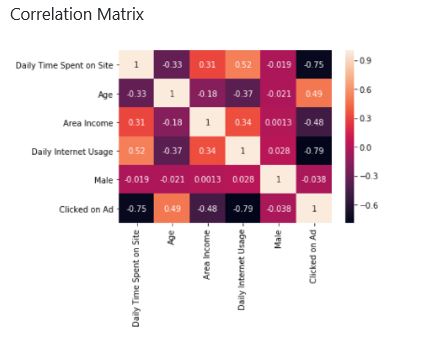 Correlation Matrix
Daily Time Spent on Site 1 -0.33 0.31 0.52 -0.019 -0.75
Age -0.33 1 -0.18 -0.37 -0.021 0.49
Area Income 0.31 -0.18 1 0.34 0.0013 -0.48
Daily Internet Usage 0.52 -0.37 0.34 1 0.028 -0.79
Male -0.019 -0.021 0.0013 0.028 1 -0.038
Clicked on Ad -0.75 0.49 -0.48 -0.79 -0.038 1
Daily Time Spent on Site
Age
Area Income
Daily Internet Usage
Male
Clicked on Ad
0.9
0.6
0.3
0.0
-0.3
-0.6